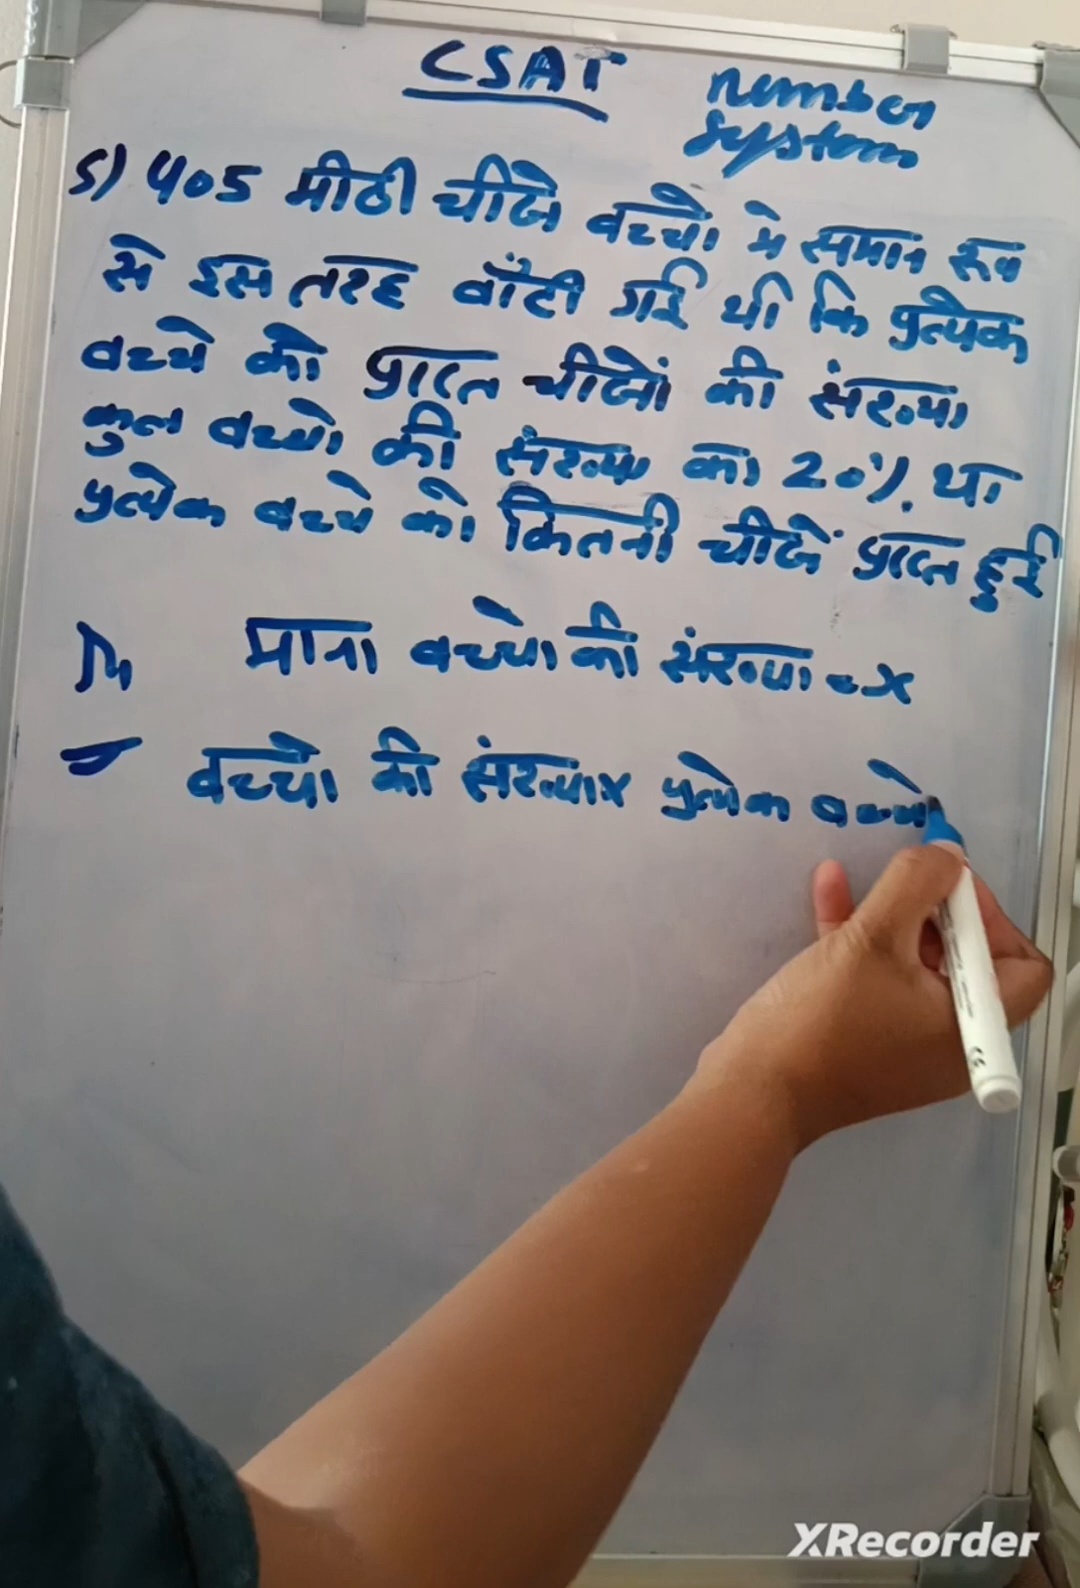 CSAT number
system
5) 405 मीठी चीजे बच्चो मे समान रूप
से इस तरह बाँटी गई थी कि प्रत्येक
बच्चे को प्राप्त चीजों की संख्या
कुल बच्चो की संख्या का 20% था
प्रत्येक बच्चे को कितनी चीजें प्राप्त हुई
माना बच्चो की संख्या = x
बच्चो की संख्या x प्रत्येक बच्चे
XRecorder